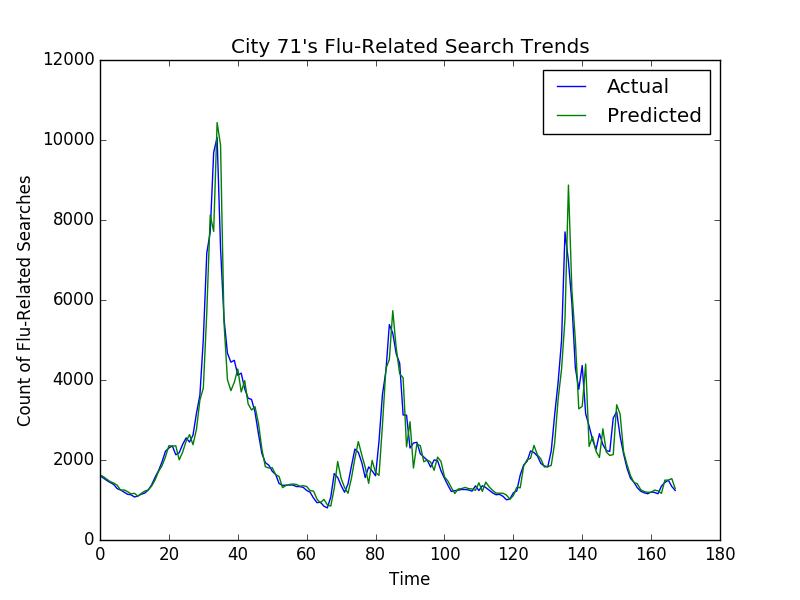 City 71's Flu-Related Search Trends
12000
10000
8000
6000
4000
2000
0
Count of Flu-Related Searches
Actual
Predicted
0 20 40 60 80 100 120 140 160 180
Time